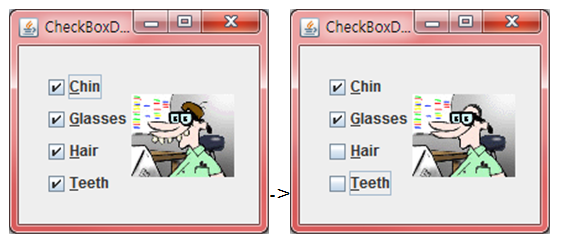 CheckBoxD...
Chin
Glasses
Hair
Teeth
->
CheckBoxD...
Chin
Glasses
Hair
Teeth